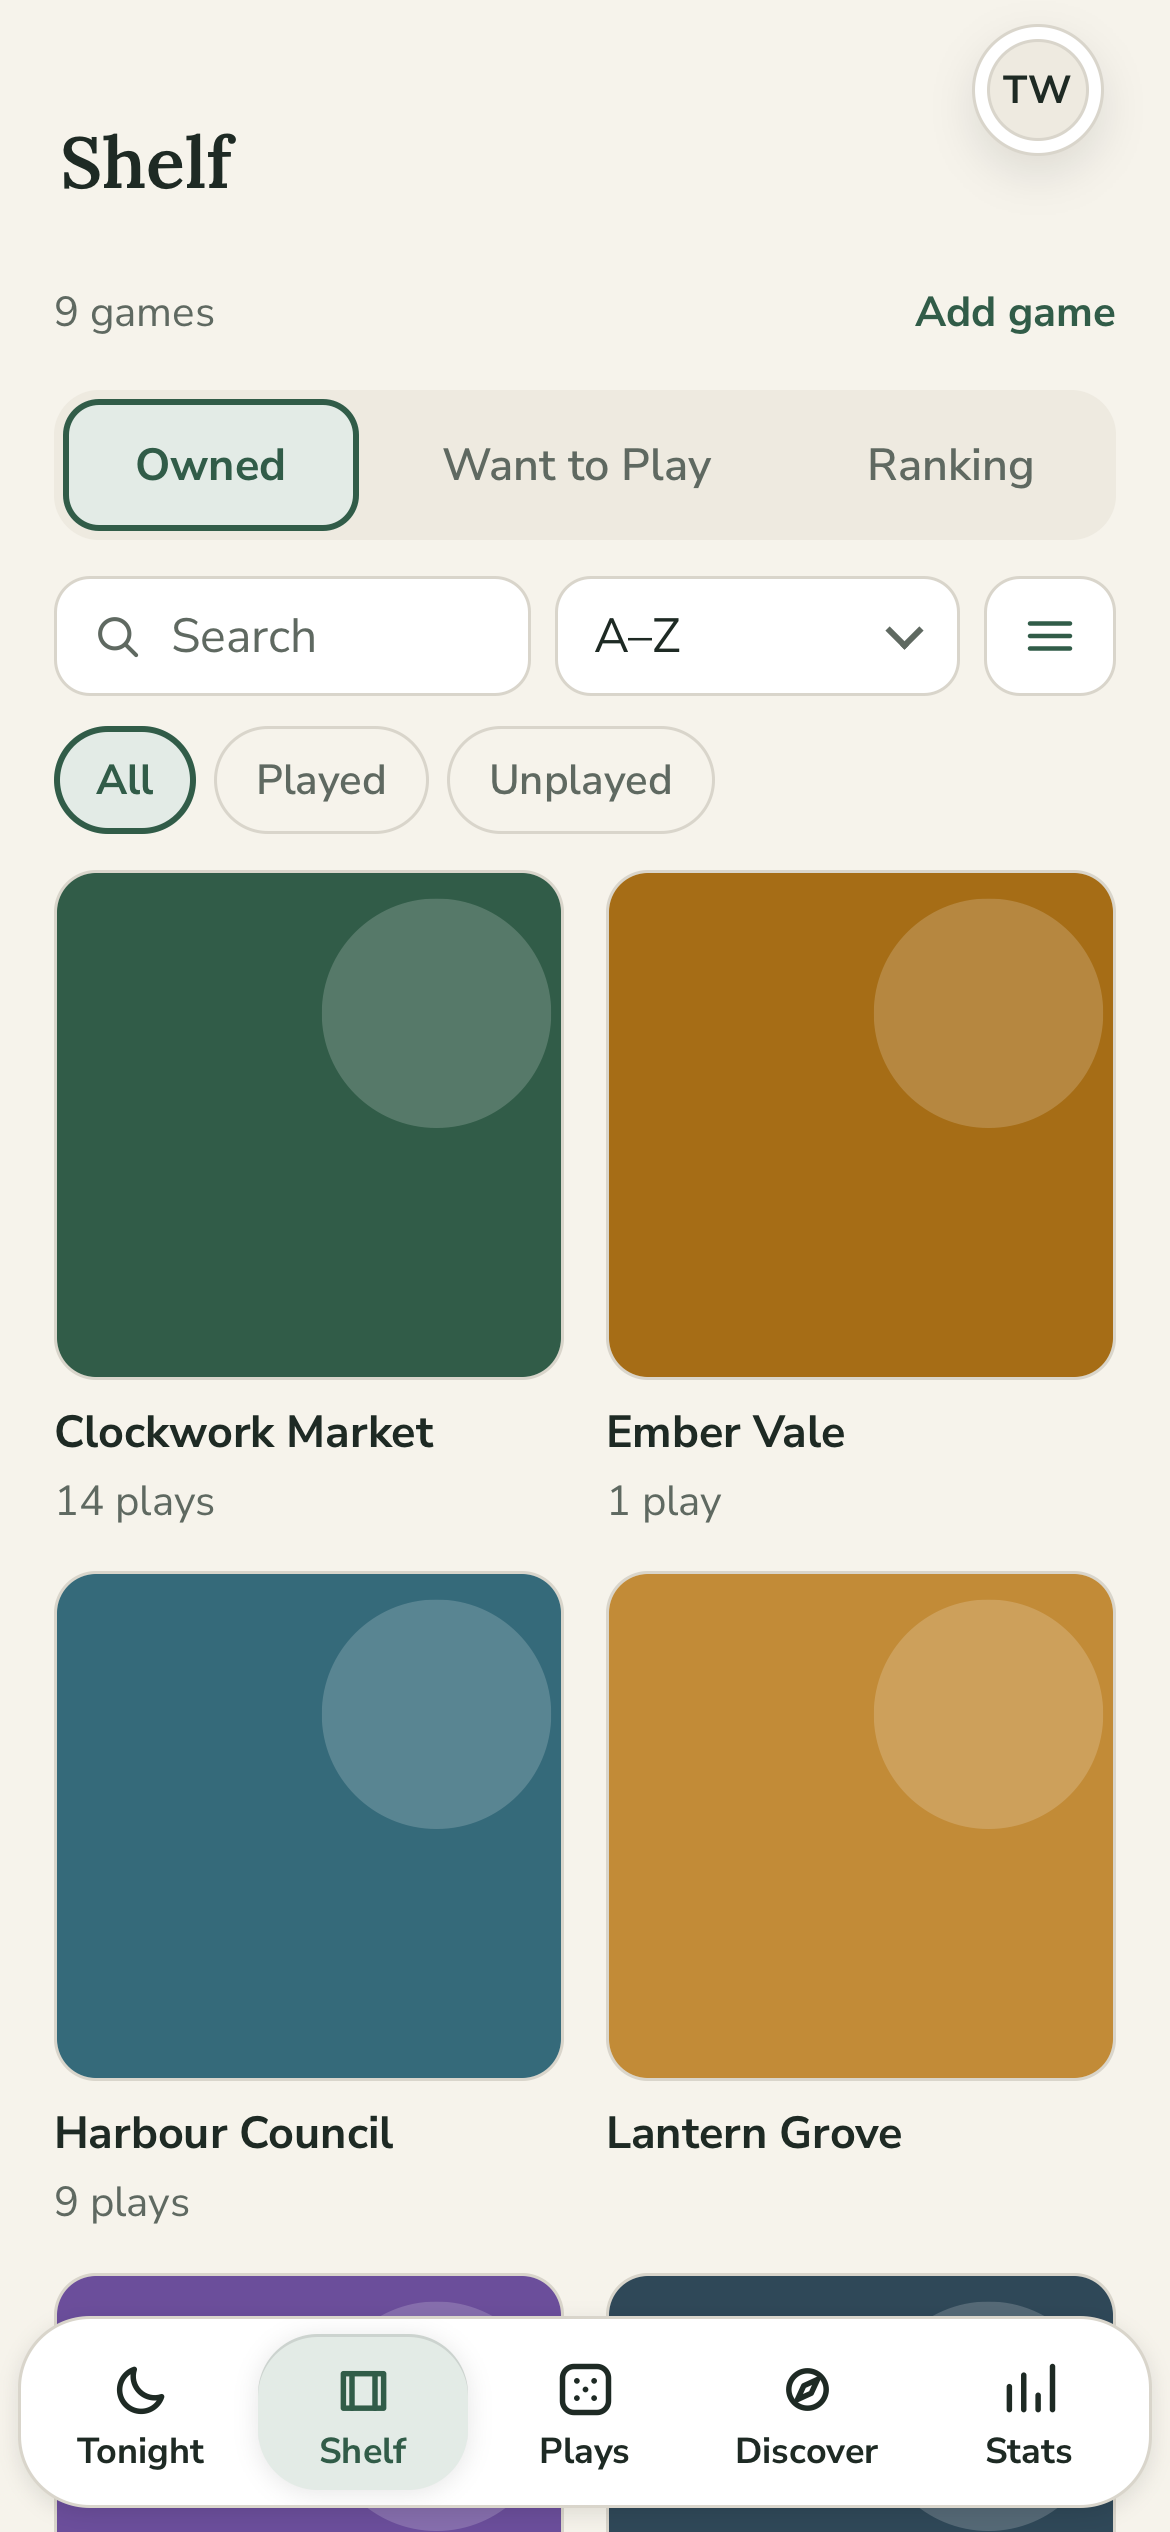 TW
Shelf
9 games
Add game
Owned
Want to Play
Ranking
Search
A–Z
All
Played
Unplayed
Clockwork Market
Ember Vale
14 plays
1 play
Harbour Council
Lantern Grove
9 plays
Tonight
Shelf
Plays
Discover
Stats